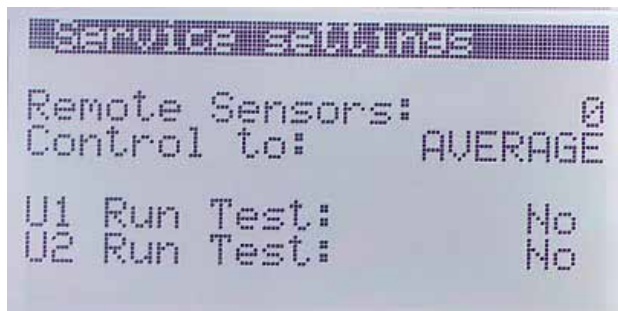 Service settings
Remote Sensors: 0
Control to: AVERAGE
U1 Run Test: No
U2 Run Test: No